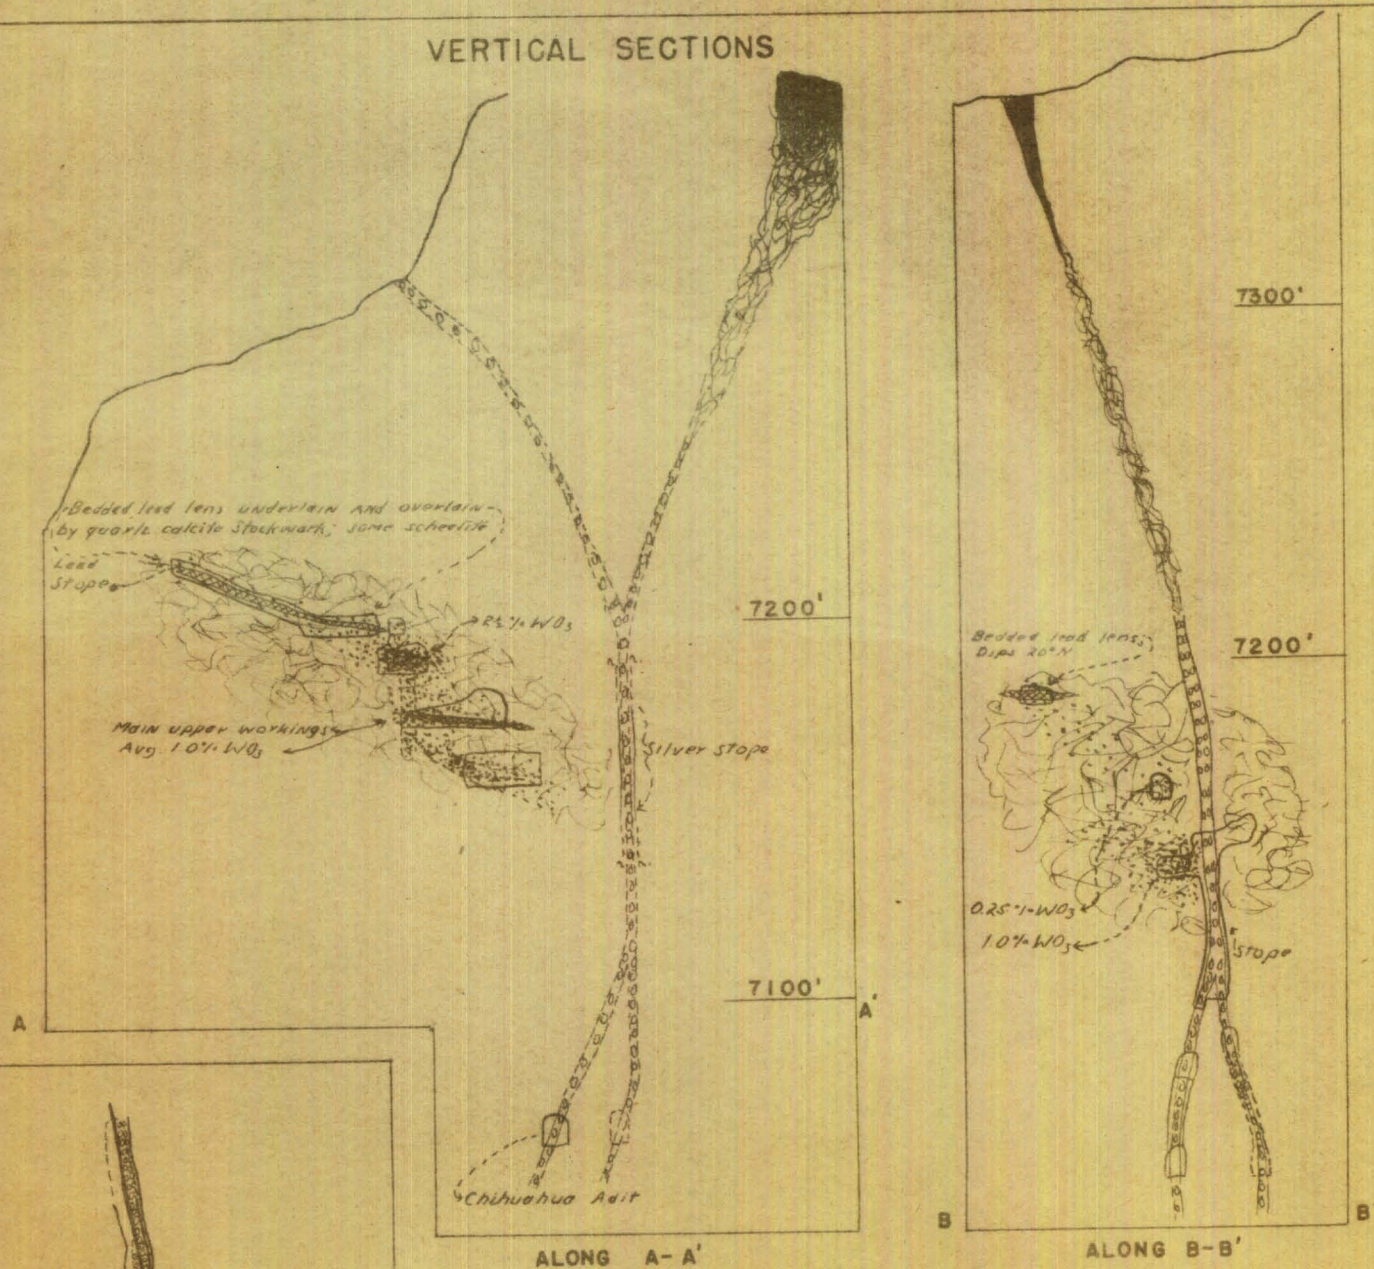 VERTICAL SECTIONS
Bedded lead lens underlain and overlain
by quartz calcite Stockwork; some scheelite
Lead
Stope
2½% WO₃
Main upper workings
Avg. 1.0% WO₃
Silver stope
7200'
7100'
A
A'
Chihuahua Adit
ALONG A-A'
7300'
7200'
Bedded lead lens;
Dips 20°N
0.25% WO₃
1.0% WO₃
Stope
B
B
ALONG B-B'